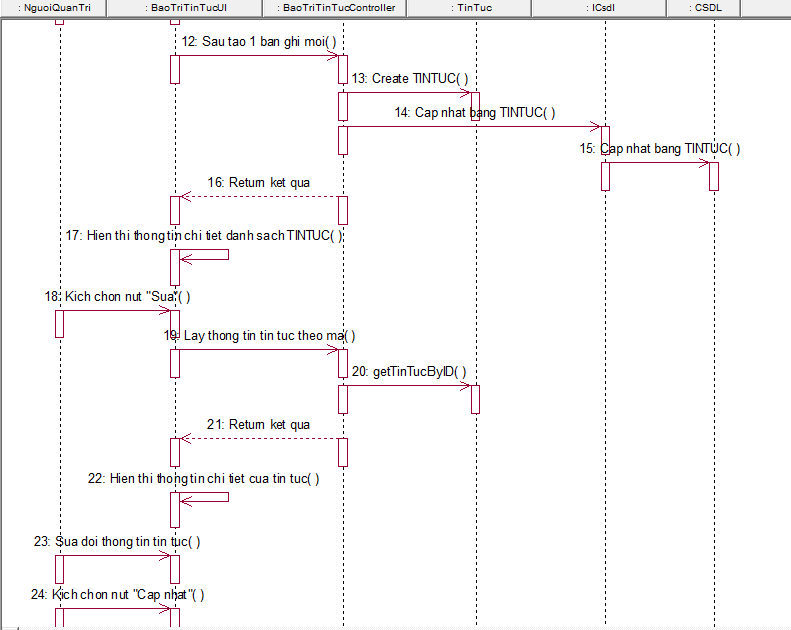 : NguoiQuanTri : BaoTriTinTucUI : BaoTriTinTucController : TinTuc : ICsdl : CSDL
12: Sau tao 1 ban ghi moi( )
13: Create TINTUC( )
14: Cap nhat bang TINTUC( )
15: Cap nhat bang TINTUC( )
16: Return ket qua
17: Hien thi thong tin chi tiet danh sach TINTUC( )
18: Kich chon nut "Sua"( )
19: Lay thong tin tin tuc theo ma( )
20: getTinTucByID( )
21: Return ket qua
22: Hien thi thong tin chi tiet cua tin tuc( )
23: Sua doi thong tin tin tuc( )
24: Kich chon nut "Cap nhat"( )